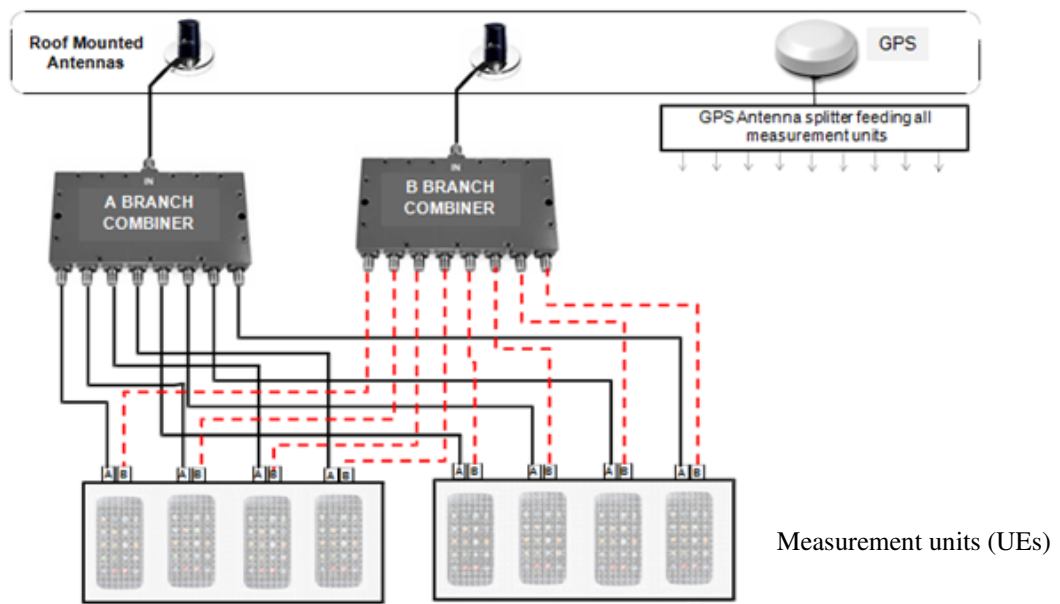 Roof Mounted
Antennas
GPS
GPS Antenna splitter feeding all
measurement units
IN
A BRANCH
COMBINER
IN
B BRANCH
COMBINER
A B A B A B A B
A B A B A B A B
Measurement units (UEs)